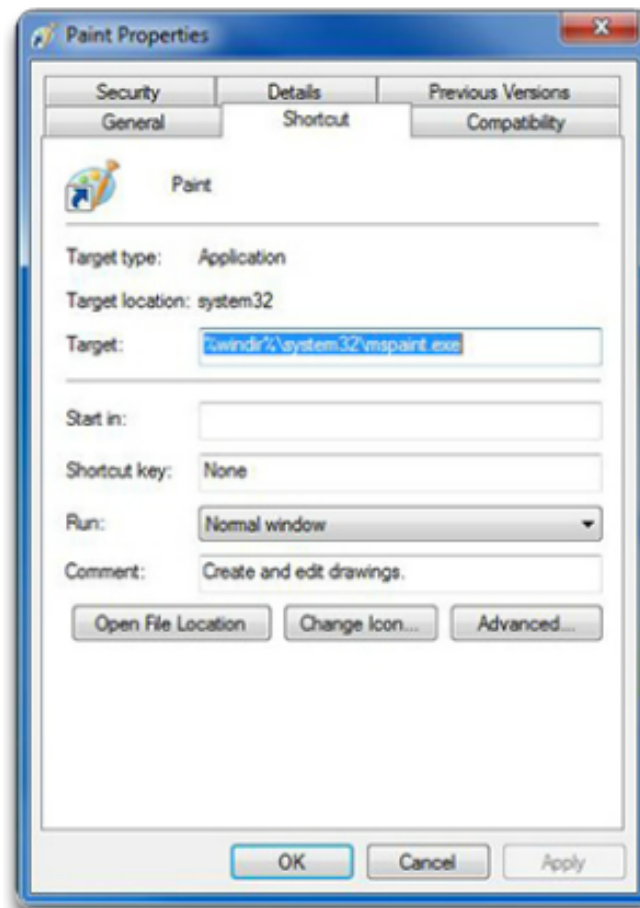 Paint Properties
Security Details Previous Versions
General Shortcut Compatibility
Paint
Target type: Application
Target location: system32
Target: %windir%\system32\mspaint.exe
Start in:
Shortcut key: None
Run: Normal window
Comment: Create and edit drawings.
Open File Location Change Icon... Advanced...
OK Cancel Apply